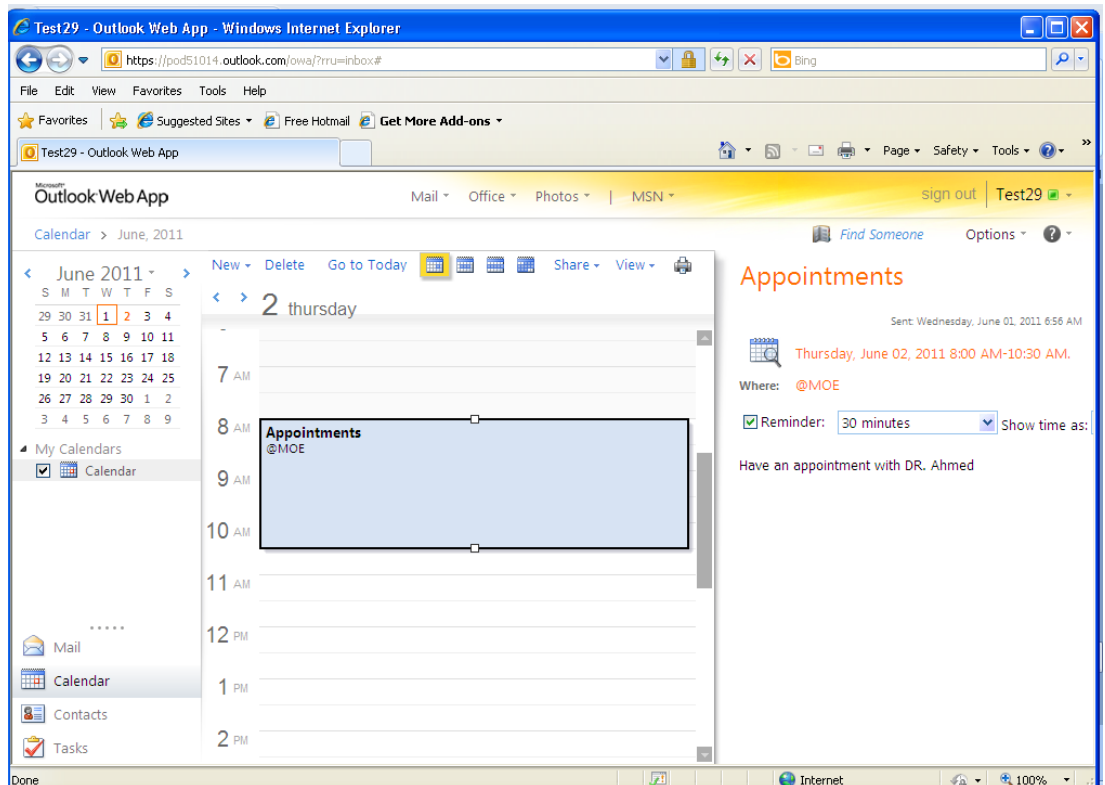 Test29 - Outlook Web App - Windows Internet Explorer
https://pod51014.outlook.com/owa/?rru=inbox#
Bing
File Edit View Favorites Tools Help
Favorites Suggested Sites Free Hotmail Get More Add-ons
Test29 - Outlook Web App
Page Safety Tools »
Microsoft
Outlook Web App
Mail Office Photos | MSN
sign out Test29
Calendar > June, 2011
Find Someone Options
June 2011
S M T W T F S
29 30 31 1 2 3 4
5 6 7 8 9 10 11
12 13 14 15 16 17 18
19 20 21 22 23 24 25
26 27 28 29 30 1 2
3 4 5 6 7 8 9
My Calendars
Calendar
Mail
Calendar
Contacts
Tasks
New Delete Go to Today Share View
2 thursday
7 AM
8 AM
Appointments
@MOE
9 AM
10 AM
11 AM
12 PM
1 PM
2 PM
Appointments
Sent: Wednesday, June 01, 2011 6:56 AM
Thursday, June 02, 2011 8:00 AM-10:30 AM.
Where: @MOE
Reminder: 30 minutes Show time as:
Have an appointment with DR. Ahmed
Done Internet 100%